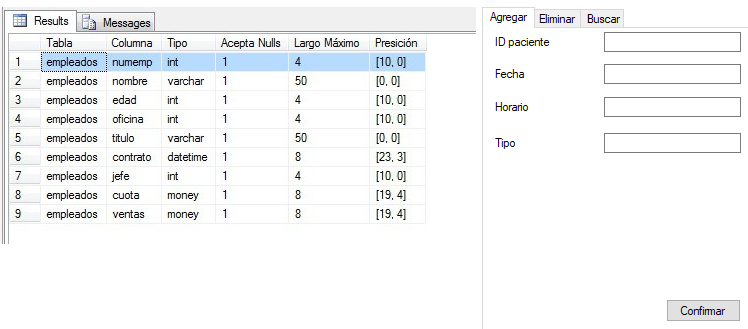 Results Messages
Tabla Columna Tipo Acepta Nulls Largo Máximo Presición
1 empleados numemp int 1 4 [10, 0]
2 empleados nombre varchar 1 50 [0, 0]
3 empleados edad int 1 4 [10, 0]
4 empleados oficina int 1 4 [10, 0]
5 empleados titulo varchar 1 50 [0, 0]
6 empleados contrato datetime 1 8 [23, 3]
7 empleados jefe int 1 4 [10, 0]
8 empleados cuota money 1 8 [19, 4]
9 empleados ventas money 1 8 [19, 4]
Agregar Eliminar Buscar
ID paciente
Fecha
Horario
Tipo
Confirmar